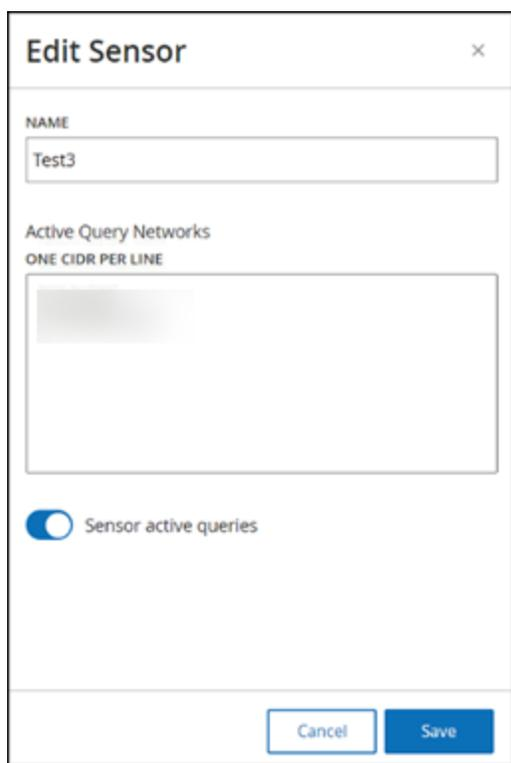 Edit Sensor
NAME
Test3
Active Query Networks
ONE CIDR PER LINE
Sensor active queries
Cancel
Save